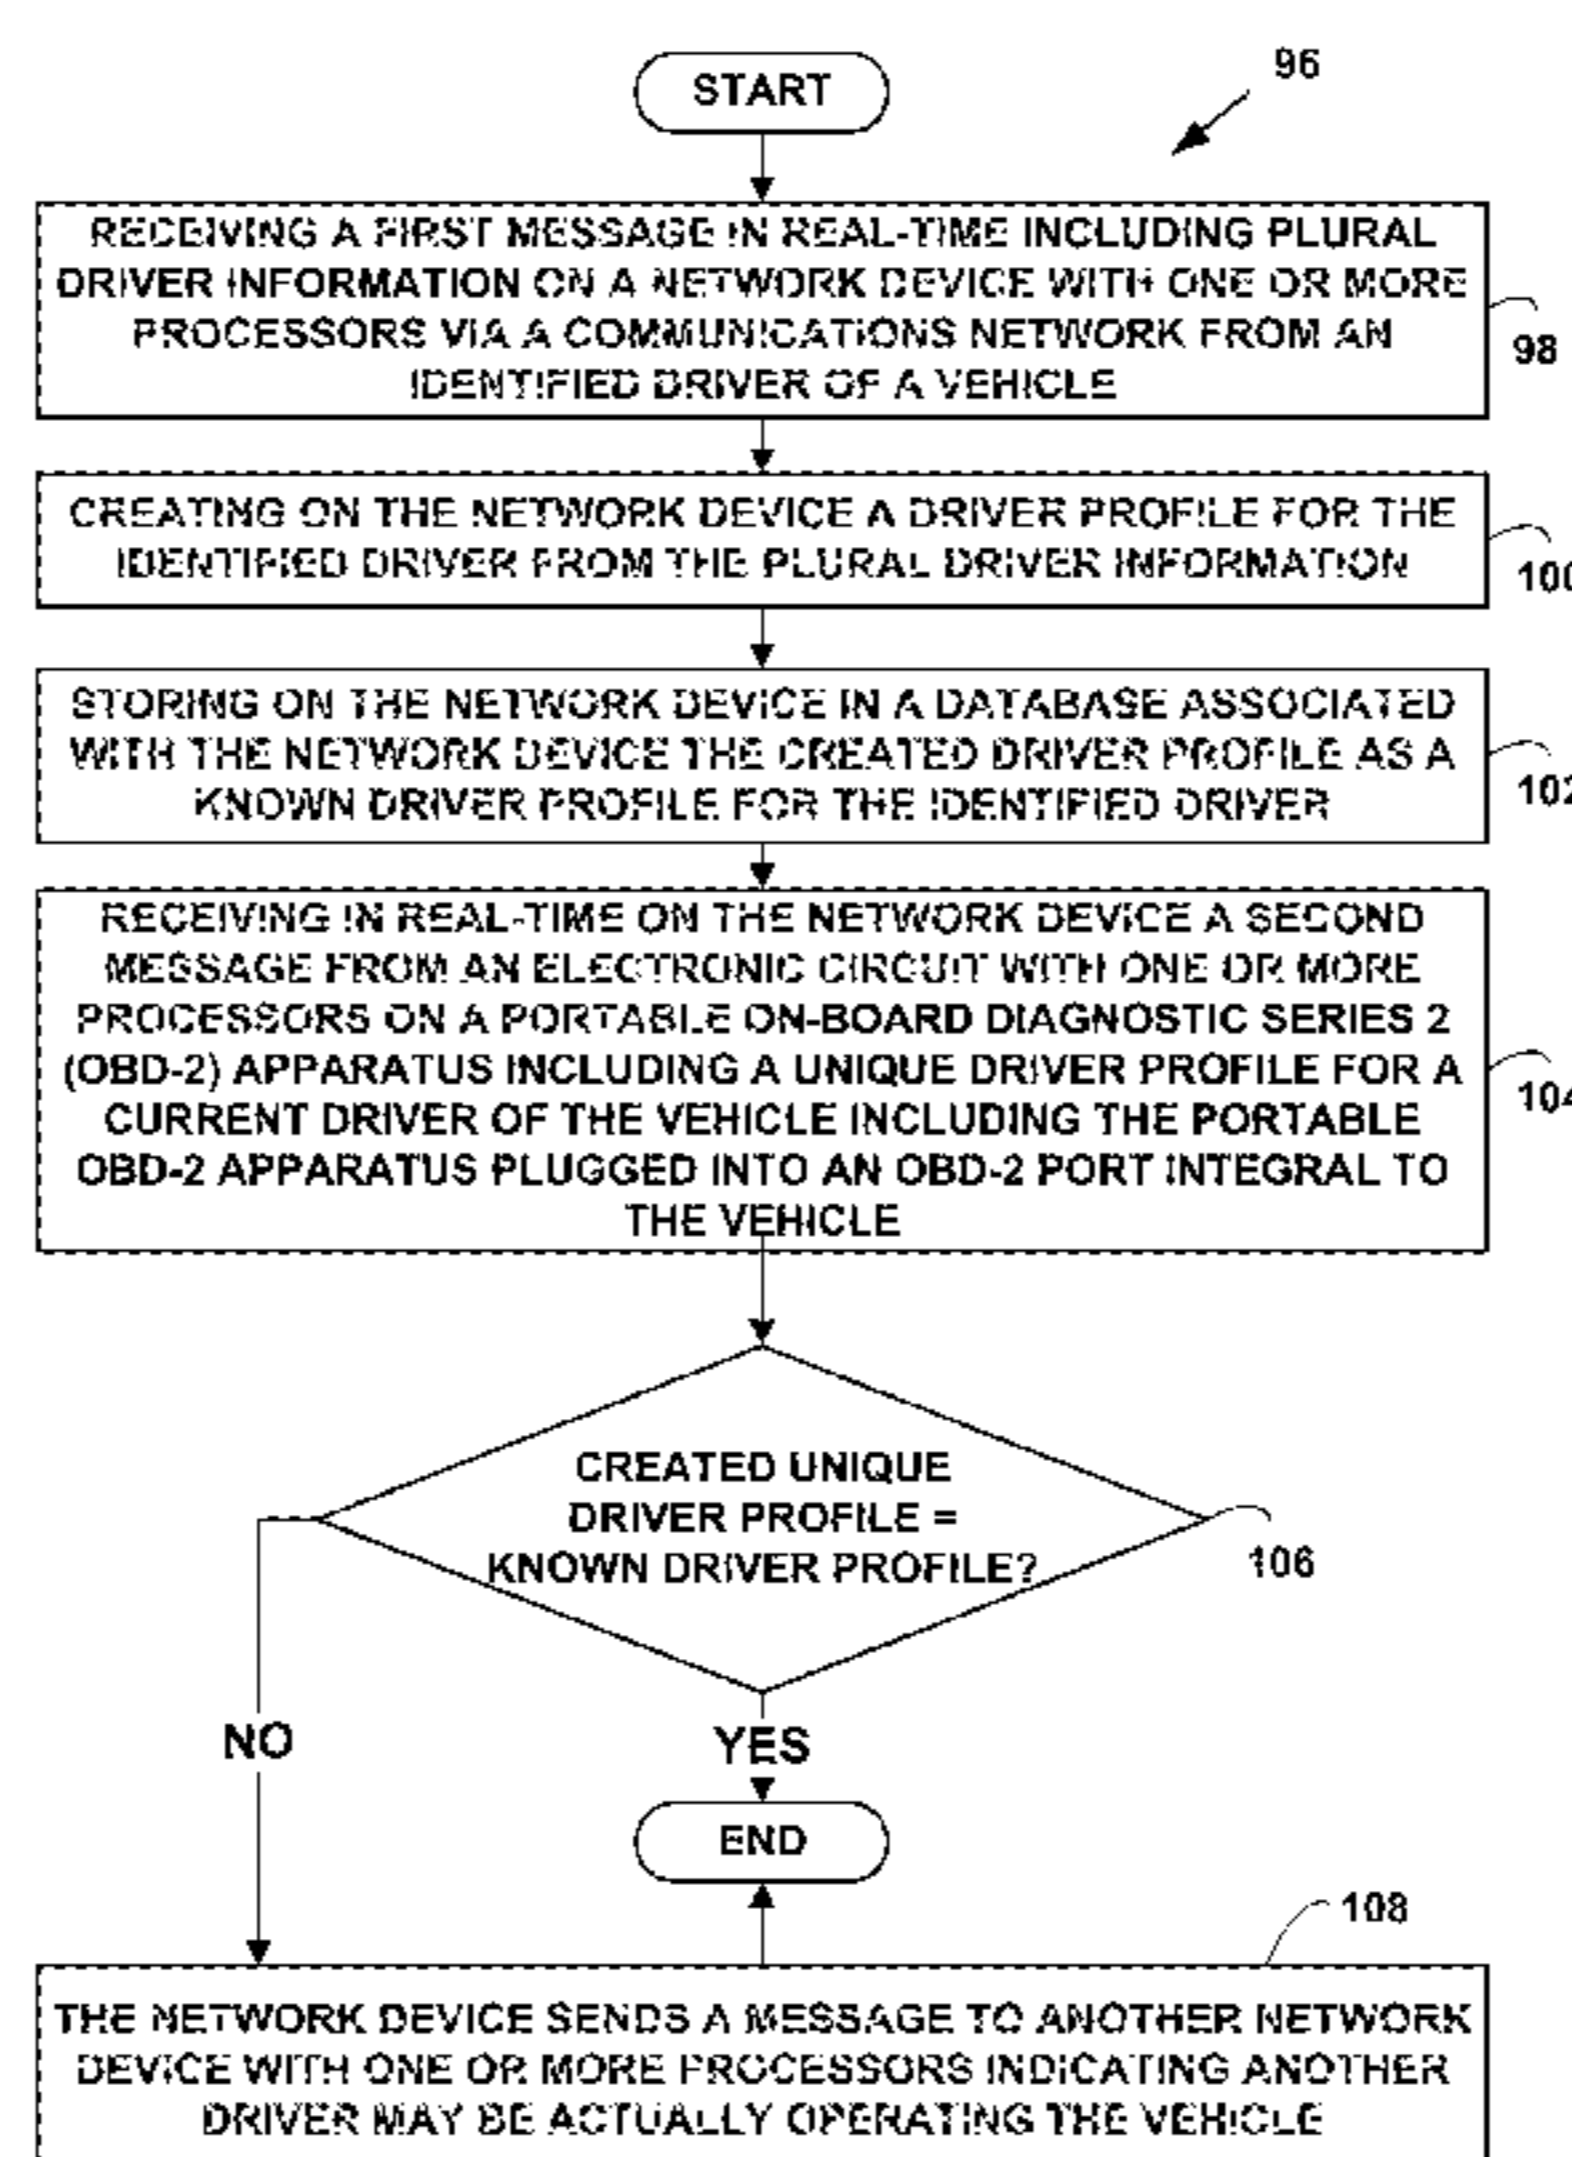 START
96
RECEIVING A FIRST MESSAGE IN REAL-TIME INCLUDING PLURAL
DRIVER INFORMATION ON A NETWORK DEVICE WITH ONE OR MORE
PROCESSORS VIA A COMMUNICATIONS NETWORK FROM AN
IDENTIFIED DRIVER OF A VEHICLE
98
CREATING ON THE NETWORK DEVICE A DRIVER PROFILE FOR THE
IDENTIFIED DRIVER FROM THE PLURAL DRIVER INFORMATION
100
STORING ON THE NETWORK DEVICE IN A DATABASE ASSOCIATED
WITH THE NETWORK DEVICE THE CREATED DRIVER PROFILE AS A
KNOWN DRIVER PROFILE FOR THE IDENTIFIED DRIVER
102
RECEIVING IN REAL-TIME ON THE NETWORK DEVICE A SECOND
MESSAGE FROM AN ELECTRONIC CIRCUIT WITH ONE OR MORE
PROCESSORS ON A PORTABLE ON-BOARD DIAGNOSTIC SERIES 2
(OBD-2) APPARATUS INCLUDING A UNIQUE DRIVER PROFILE FOR A
CURRENT DRIVER OF THE VEHICLE INCLUDING THE PORTABLE
OBD-2 APPARATUS PLUGGED INTO AN OBD-2 PORT INTEGRAL TO
THE VEHICLE
104
CREATED UNIQUE
DRIVER PROFILE =
KNOWN DRIVER PROFILE?
106
NO
YES
END
108
THE NETWORK DEVICE SENDS A MESSAGE TO ANOTHER NETWORK
DEVICE WITH ONE OR MORE PROCESSORS INDICATING ANOTHER
DRIVER MAY BE ACTUALLY OPERATING THE VEHICLE